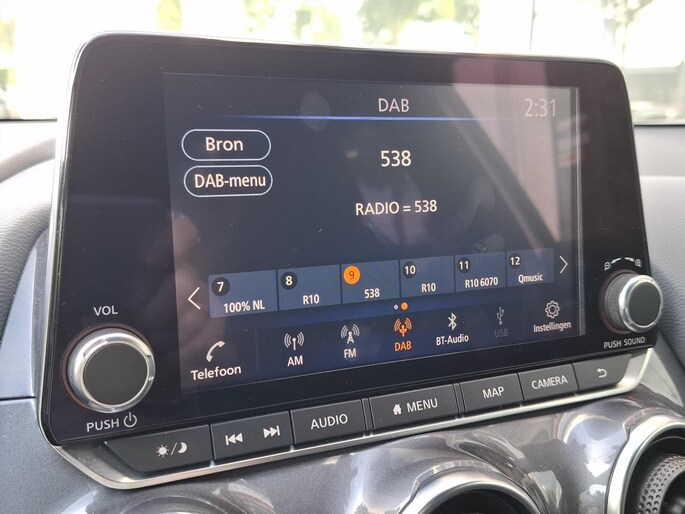 DAB
2:31
Bron
538
DAB-menu
RADIO = 538
7
100% NL
8
R10
9
538
10
R10
11
R10 6070
12
Qmusic
Telefoon
AM
FM
DAB
BT-Audio
USB
Instellingen
VOL
PUSH
PUSH SOUND
AUDIO
MENU
MAP
CAMERA